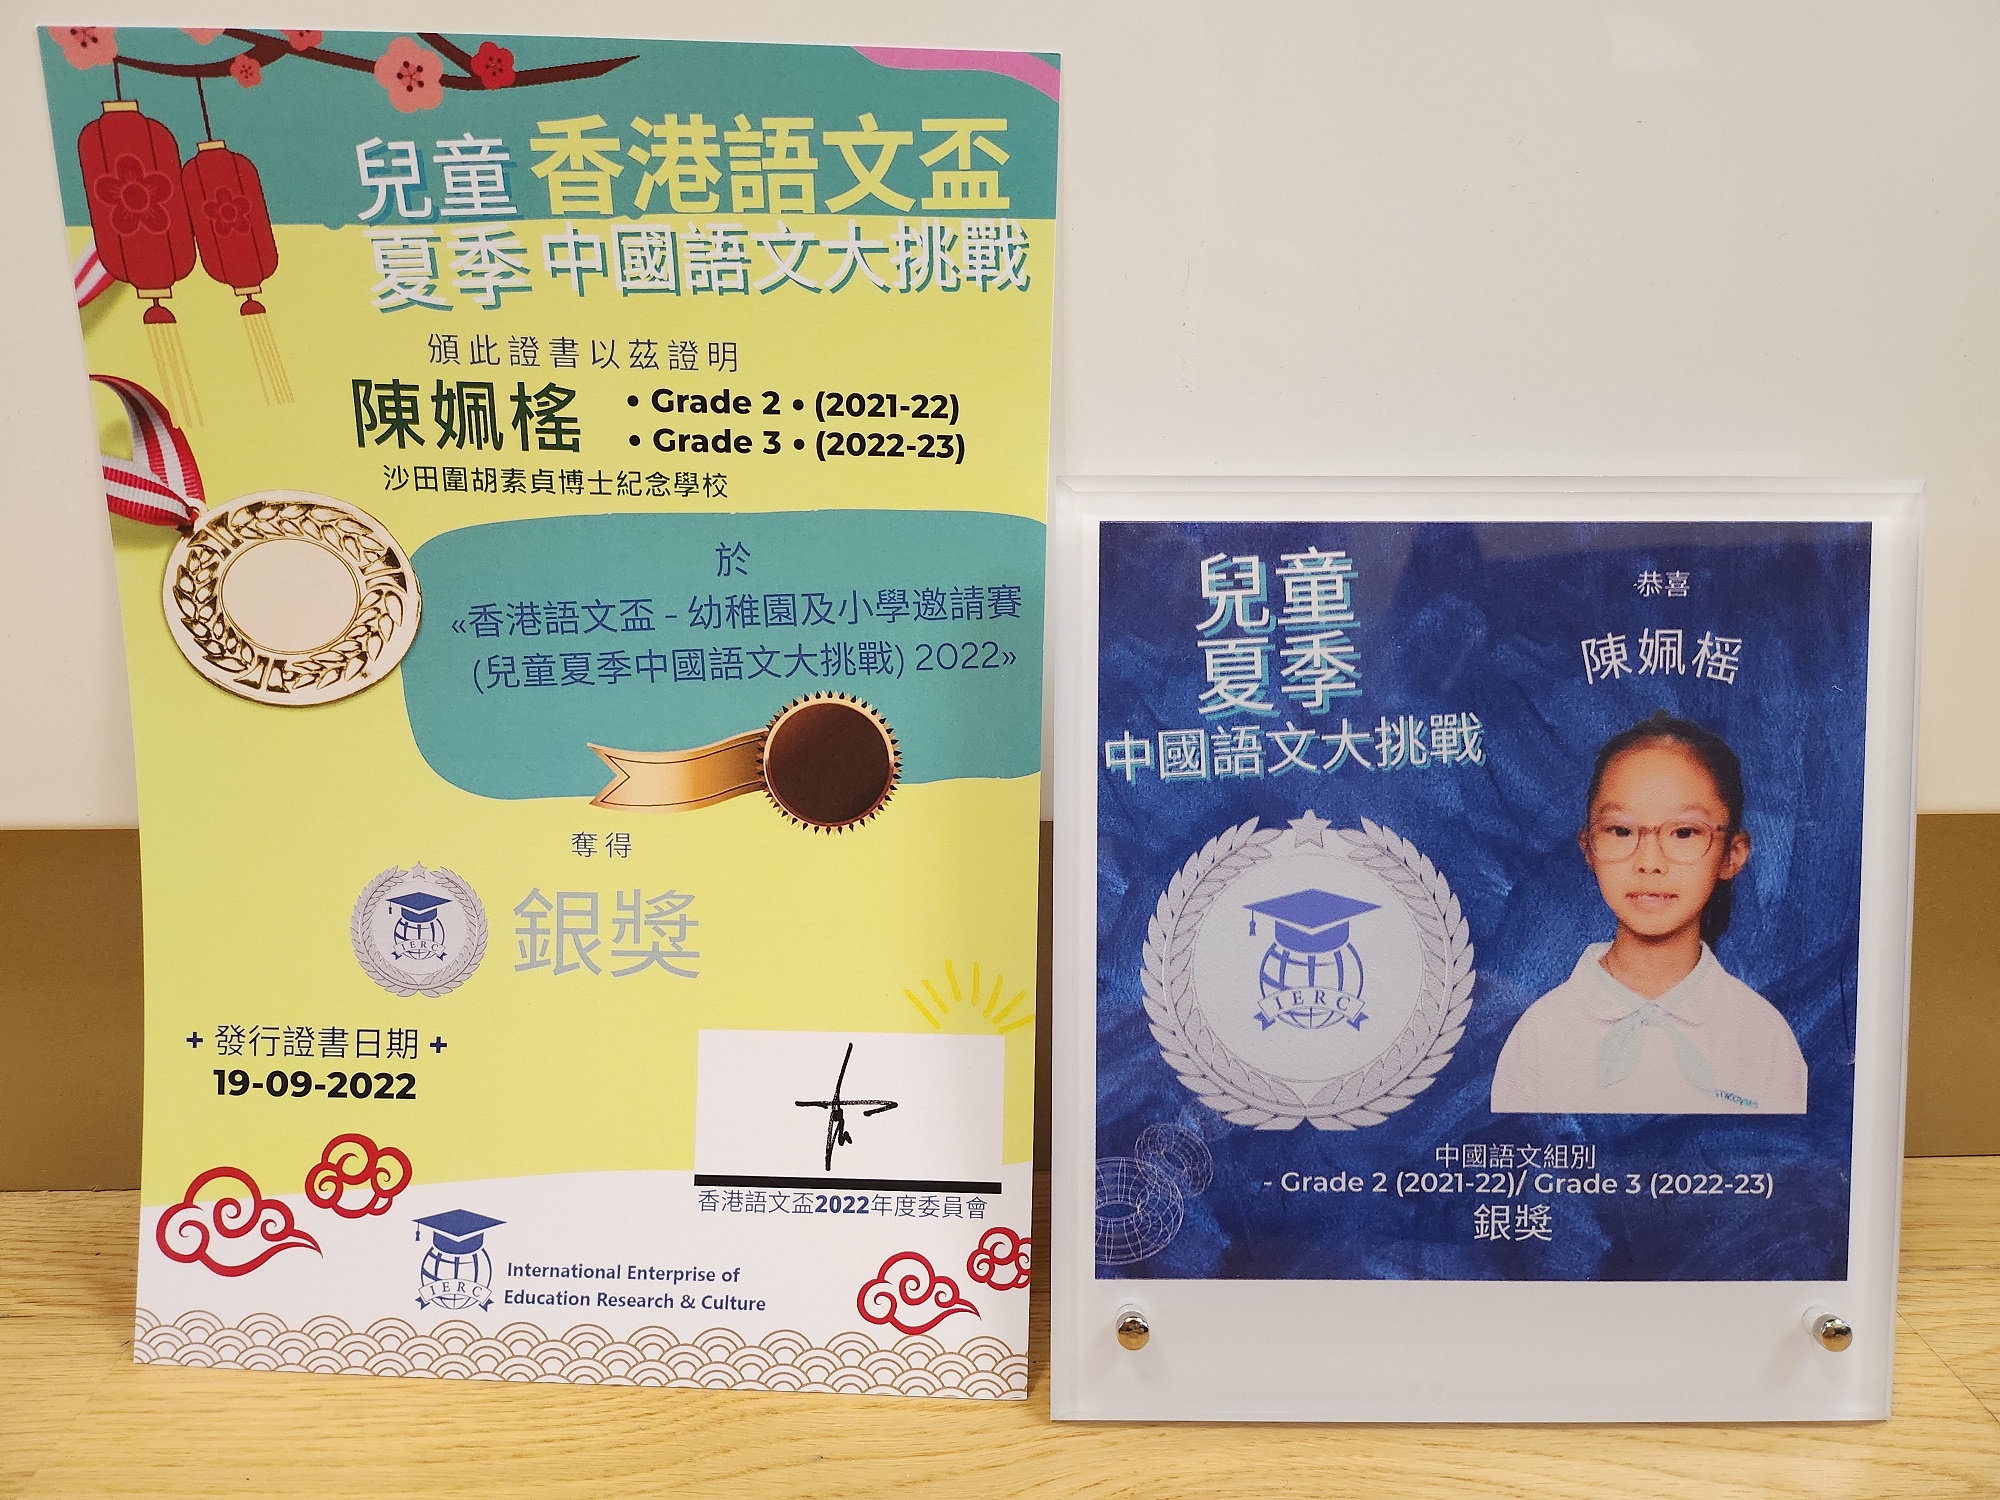 兒童 香港語文盃
夏季 中國語文大挑戰
頒此證書以茲證明
陳姵榣 • Grade 2 • (2021-22)
• Grade 3 • (2022-23)
沙田圍胡素貞博士紀念學校
於
«香港語文盃 - 幼稚園及小學邀請賽
(兒童夏季中國語文大挑戰) 2022»
奪得
IERC
銀獎
+ 發行證書日期 +
19-09-2022
香港語文盃2022年度委員會
IERC
International Enterprise of
Education Research & Culture
兒童
夏季
中國語文大挑戰
恭喜
陳姵榣
IERC
中國語文組別
- Grade 2 (2021-22)/ Grade 3 (2022-23)
銀獎